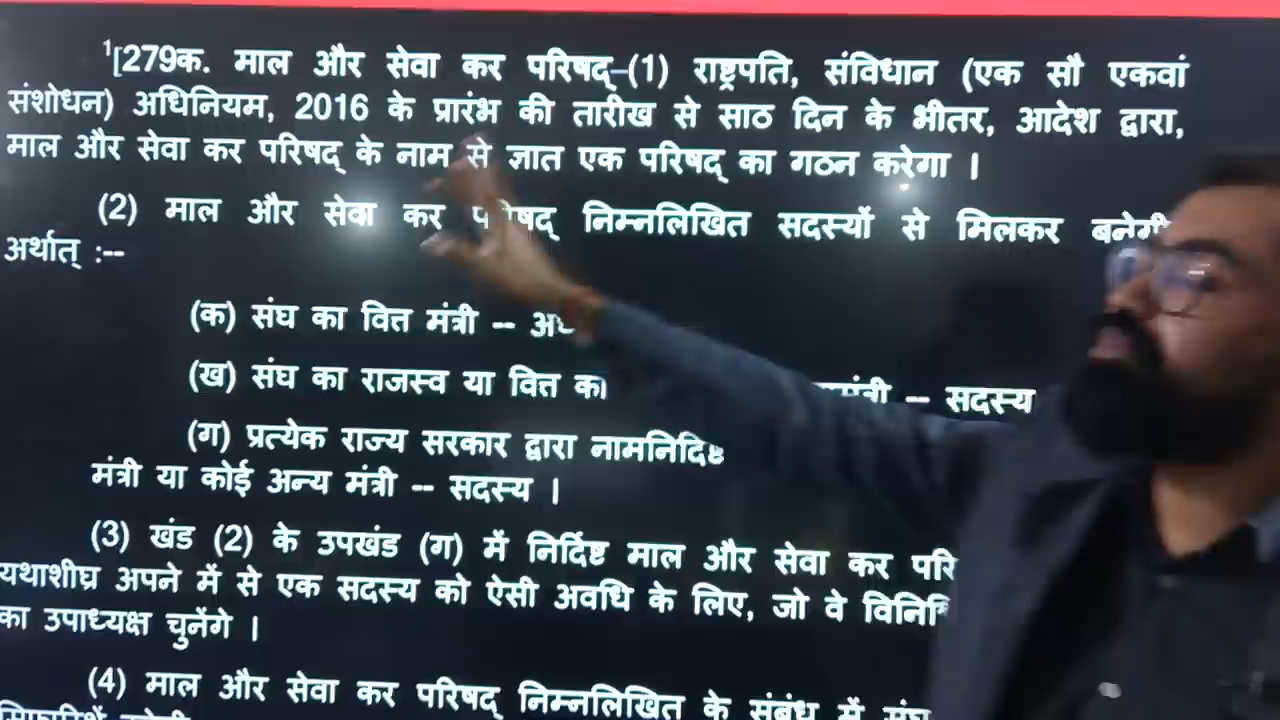 ¹[279क. माल और सेवा कर परिषद्–(1) राष्ट्रपति, संविधान (एक सौ एकवां
संशोधन) अधिनियम, 2016 के प्रारंभ की तारीख से साठ दिन के भीतर, आदेश द्वारा,
माल और सेवा कर परिषद् के नाम से ज्ञात एक परिषद् का गठन करेगा ।
(2) माल और सेवा कर निम्नलिखित सदस्यों से मिलकर बनेगी
अर्थात् :--
(क) संघ का वित्त मंत्री --
(ख) संघ का राजस्व या वित्त -- सदस्य
(ग) प्रत्येक राज्य सरकार द्वारा नामनिर्दिष्ट
मंत्री या कोई अन्य मंत्री -- सदस्य ।
(3) खंड (2) के उपखंड (ग) में निर्दिष्ट माल और सेवा कर
यथाशीघ्र अपने में से एक सदस्य को ऐसी अवधि के लिए, जो वे
का उपाध्यक्ष चुनेंगे ।
(4) माल और सेवा कर परिषद् निम्नलिखित के संबंध में